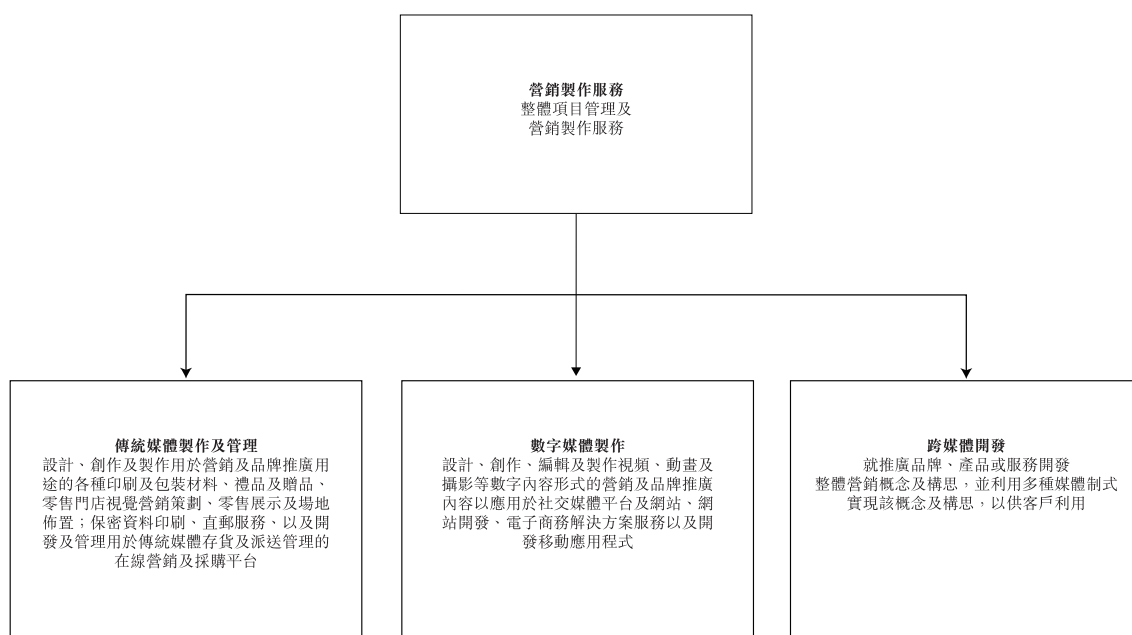 營銷製作服務
整體項目管理及
營銷製作服務
傳統媒體製作及管理
設計、創作及製作用於營銷及品牌推廣用
途的各種印刷及包裝材料、禮品及贈品、
零售門店視覺營銷策劃、零售展示及場地
佈置；保密資料印刷、直郵服務、以及開
發及管理用於傳統媒體存貨及派送管理的
在線營銷及採購平台
數字媒體製作
設計、創作、編輯及製作視頻、動畫及
攝影等數字內容形式的營銷及品牌推廣
內容以應用於社交媒體平台及網站、網
站開發、電子商務解決方案服務以及開
發移動應用程式
跨媒體開發
就推廣品牌、產品或服務開發
整體營銷概念及構思，並利用多種媒體制式
實現該概念及構思，以供客戶利用